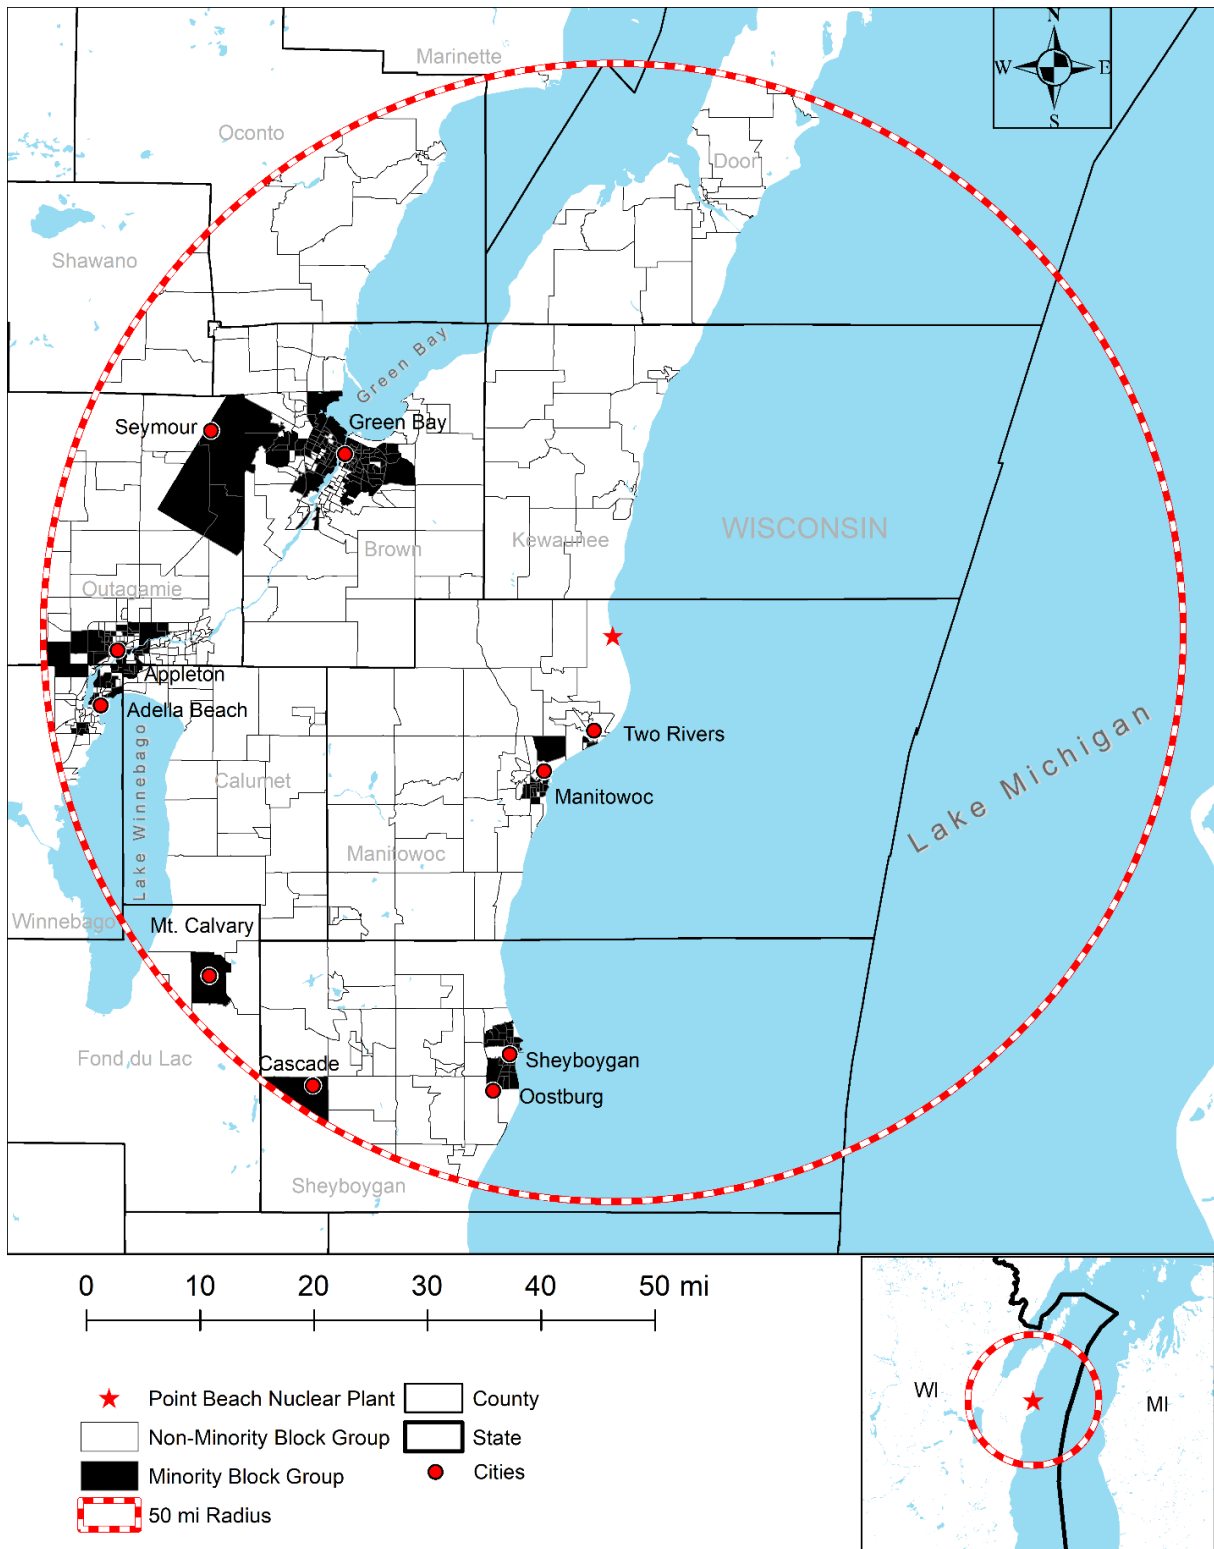 N
W E
S
Marinette
Oconto
Door
Shawano
Green Bay
Seymour
Green Bay
WISCONSIN
Brown
Kewaunee
Outagamie
Appleton
Adella Beach
Two Rivers
Lake Winnebago
Calumet
Manitowoc
Lake Michigan
Manitowoc
Winnebago
Mt. Calvary
Fond du Lac
Cascade
Sheyboygan
Oostburg
Sheyboygan
0 10 20 30 40 50 mi
Point Beach Nuclear Plant
Non-Minority Block Group
Minority Block Group
50 mi Radius
County
State
Cities
WI
MI